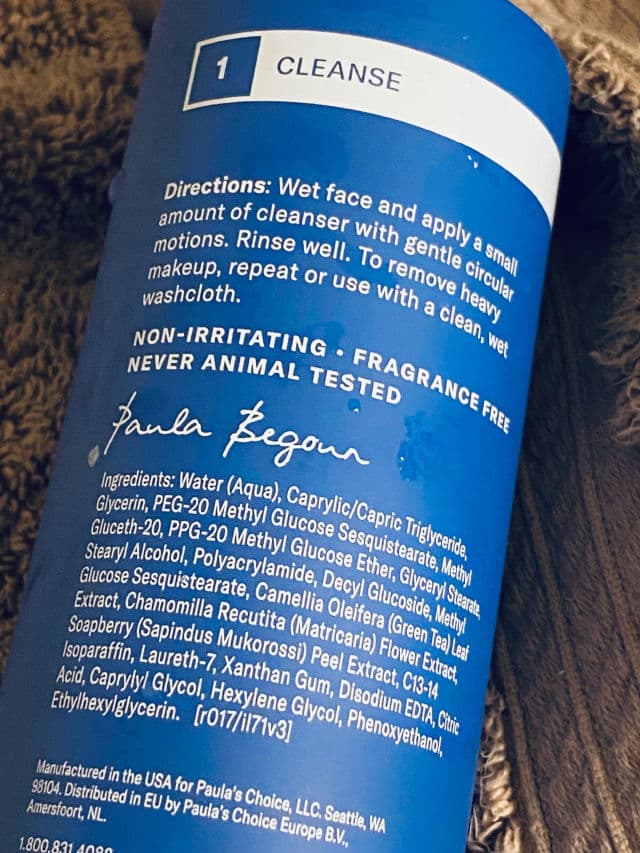 1 CLEANSE
Directions: Wet face and apply a small
amount of cleanser with gentle circular
motions. Rinse well. To remove heavy
makeup, repeat or use with a clean, wet
washcloth.
NON-IRRITATING • FRAGRANCE FREE
NEVER ANIMAL TESTED
Paula Begoun
Ingredients: Water (Aqua), Caprylic/Capric Triglyceride,
Glycerin, PEG-20 Methyl Glucose Sesquistearate, Methyl
Gluceth-20, PPG-20 Methyl Glucose Ether, Glyceryl Stearate,
Stearyl Alcohol, Polyacrylamide, Decyl Glucoside, Methyl
Glucose Sesquistearate, Camellia Oleifera (Green Tea) Leaf
Extract, Chamomilla Recutita (Matricaria) Flower Extract,
Soapberry (Sapindus Mukorossi) Peel Extract, C13-14
Isoparaffin, Laureth-7, Xanthan Gum, Disodium EDTA, Citric
Acid, Caprylyl Glycol, Hexylene Glycol, Phenoxyethanol,
Ethylhexylglycerin. [r017/il71v3]
Manufactured in the USA for Paula's Choice, LLC. Seattle, WA
98104. Distributed in EU by Paula's Choice Europe B.V.,
Amersfoort, NL.
1.800.831.4088